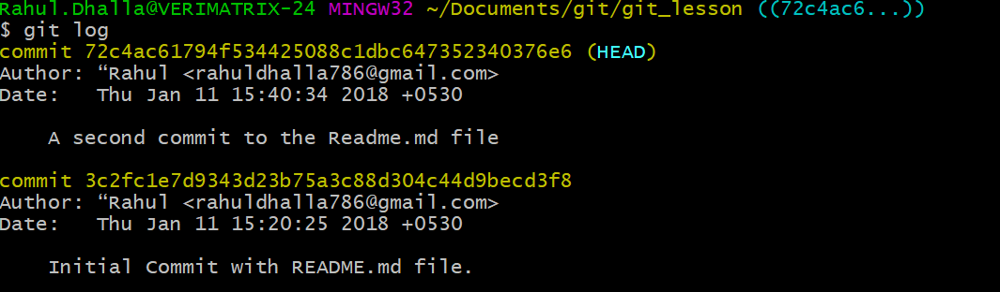 Rahul.Dhalla@VERIMATRIX-24 MINGW32 ~/Documents/git/git_lesson ((72c4ac6...))
$ git log
commit 72c4ac61794f534425088c1dbc647352340376e6 (HEAD)
Author: “Rahul <rahuldhalla786@gmail.com>
Date:   Thu Jan 11 15:40:34 2018 +0530
    A second commit to the Readme.md file
commit 3c2fc1e7d9343d23b75a3c88d304c44d9becd3f8
Author: “Rahul <rahuldhalla786@gmail.com>
Date:   Thu Jan 11 15:20:25 2018 +0530
    Initial Commit with README.md file.